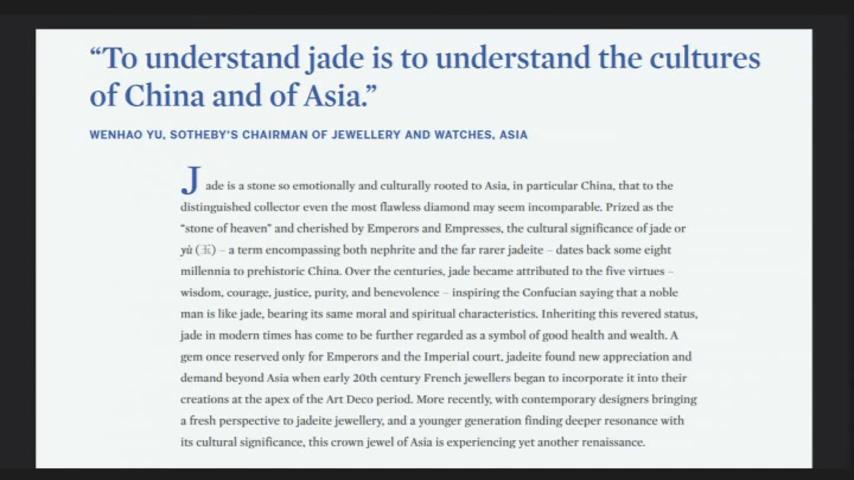 “To understand jade is to understand the cultures
of China and of Asia.”
WENHAO YU, SOTHEBY’S CHAIRMAN OF JEWELLERY AND WATCHES, ASIA
Jade is a stone so emotionally and culturally rooted to Asia, in particular China, that to the
distinguished collector even the most flawless diamond may seem incomparable. Prized as the
“stone of heaven” and cherished by Emperors and Empresses, the cultural significance of jade or
yù (玉) – a term encompassing both nephrite and the far rarer jadeite – dates back some eight
millennia to prehistoric China. Over the centuries, jade became attributed to the five virtues –
wisdom, courage, justice, purity, and benevolence – inspiring the Confucian saying that a noble
man is like jade, bearing its same moral and spiritual characteristics. Inheriting this revered status,
jade in modern times has come to be further regarded as a symbol of good health and wealth. A
gem once reserved only for Emperors and the Imperial court, jadeite found new appreciation and
demand beyond Asia when early 20th century French jewellers began to incorporate it into their
creations at the apex of the Art Deco period. More recently, with contemporary designers bringing
a fresh perspective to jadeite jewellery, and a younger generation finding deeper resonance with
its cultural significance, this crown jewel of Asia is experiencing yet another renaissance.